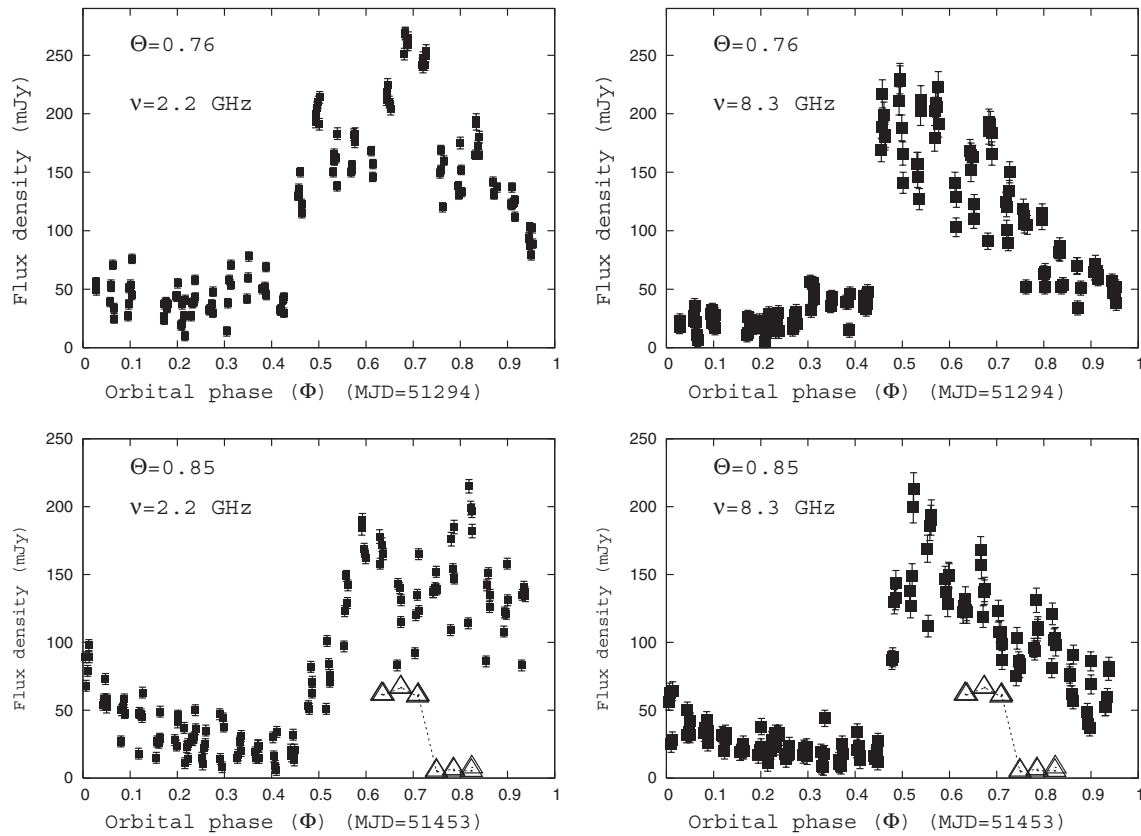 Θ=0.76
ν=2.2 GHz
Flux density (mJy)
250
200
150
100
50
0
0 0.1 0.2 0.3 0.4 0.5 0.6 0.7 0.8 0.9 1
Orbital phase (Φ) (MJD=51294)
Θ=0.76
ν=8.3 GHz
Flux density (mJy)
250
200
150
100
50
0
0 0.1 0.2 0.3 0.4 0.5 0.6 0.7 0.8 0.9 1
Orbital phase (Φ) (MJD=51294)
Θ=0.85
ν=2.2 GHz
Flux density (mJy)
250
200
150
100
50
0
0 0.1 0.2 0.3 0.4 0.5 0.6 0.7 0.8 0.9 1
Orbital phase (Φ) (MJD=51453)
Θ=0.85
ν=8.3 GHz
Flux density (mJy)
250
200
150
100
50
0
0 0.1 0.2 0.3 0.4 0.5 0.6 0.7 0.8 0.9 1
Orbital phase (Φ) (MJD=51453)